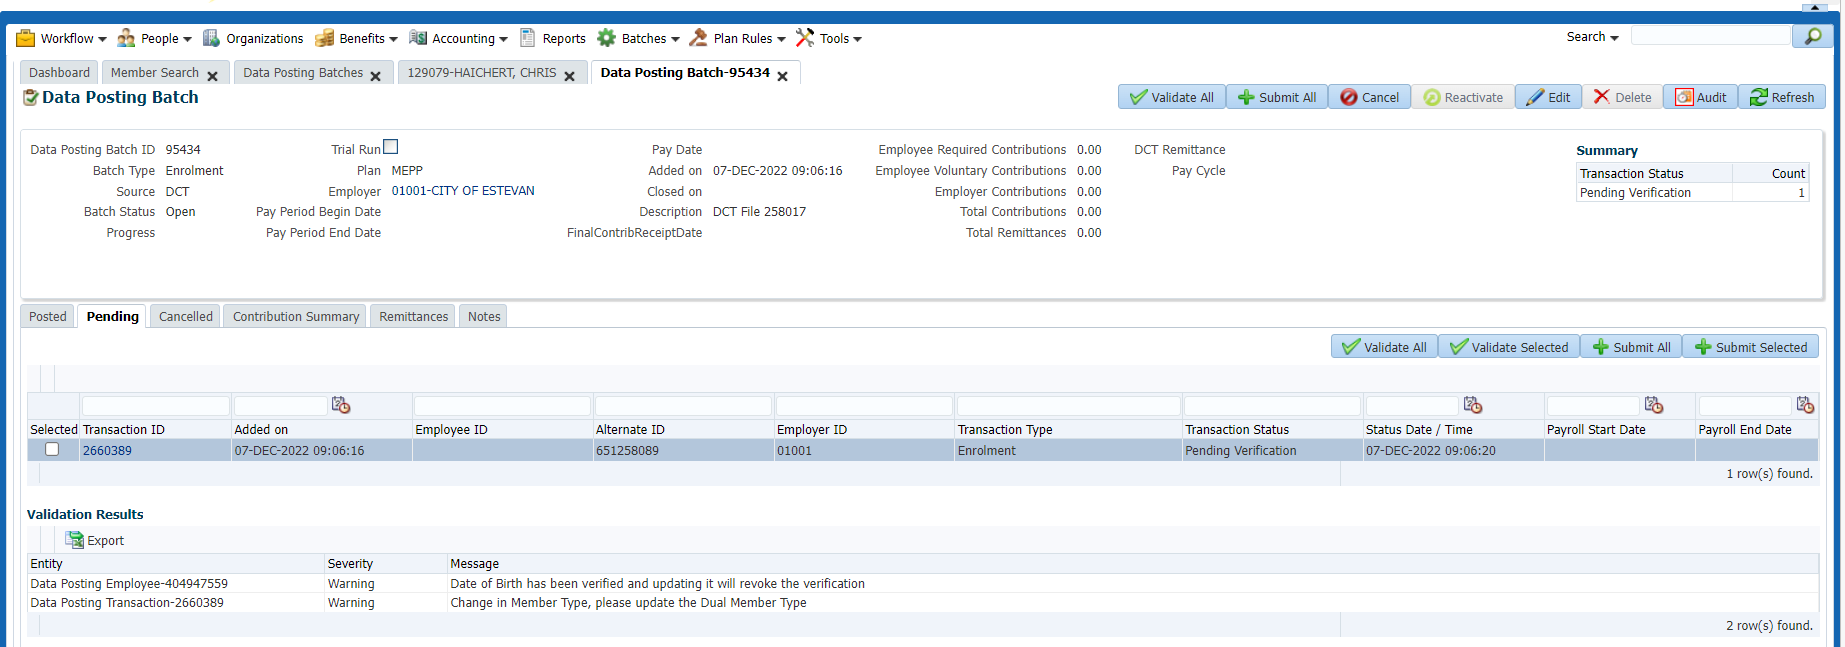 Workflow People Organizations Benefits Accounting Reports Batches Plan Rules Tools Search
Dashboard Member Search Data Posting Batches 129079-HAICHERT, CHRIS Data Posting Batch-95434
Data Posting Batch Validate All Submit All Cancel Reactivate Edit Delete Audit Refresh
Data Posting Batch ID 95434 Trial Run Pay Date Employee Required Contributions 0.00 DCT Remittance Summary
Batch Type Enrolment Plan MEPP Added on 07-DEC-2022 09:06:16 Employee Voluntary Contributions 0.00 Pay Cycle Transaction Status Count
Source DCT Employer 01001-CITY OF ESTEVAN Closed on Employer Contributions 0.00 Pending Verification 1
Batch Status Open Pay Period Begin Date Description DCT File 258017 Total Contributions 0.00
Progress Pay Period End Date FinalContribReceiptDate Total Remittances 0.00
Posted Pending Cancelled Contribution Summary Remittances Notes
Validate All Validate Selected Submit All Submit Selected
Selected Transaction ID Added on Employee ID Alternate ID Employer ID Transaction Type Transaction Status Status Date / Time Payroll Start Date Payroll End Date
2660389 07-DEC-2022 09:06:16 651258089 01001 Enrolment Pending Verification 07-DEC-2022 09:06:20
1 row(s) found.
Validation Results
Export
Entity Severity Message
Data Posting Employee-404947559 Warning Date of Birth has been verified and updating it will revoke the verification
Data Posting Transaction-2660389 Warning Change in Member Type, please update the Dual Member Type
2 row(s) found.